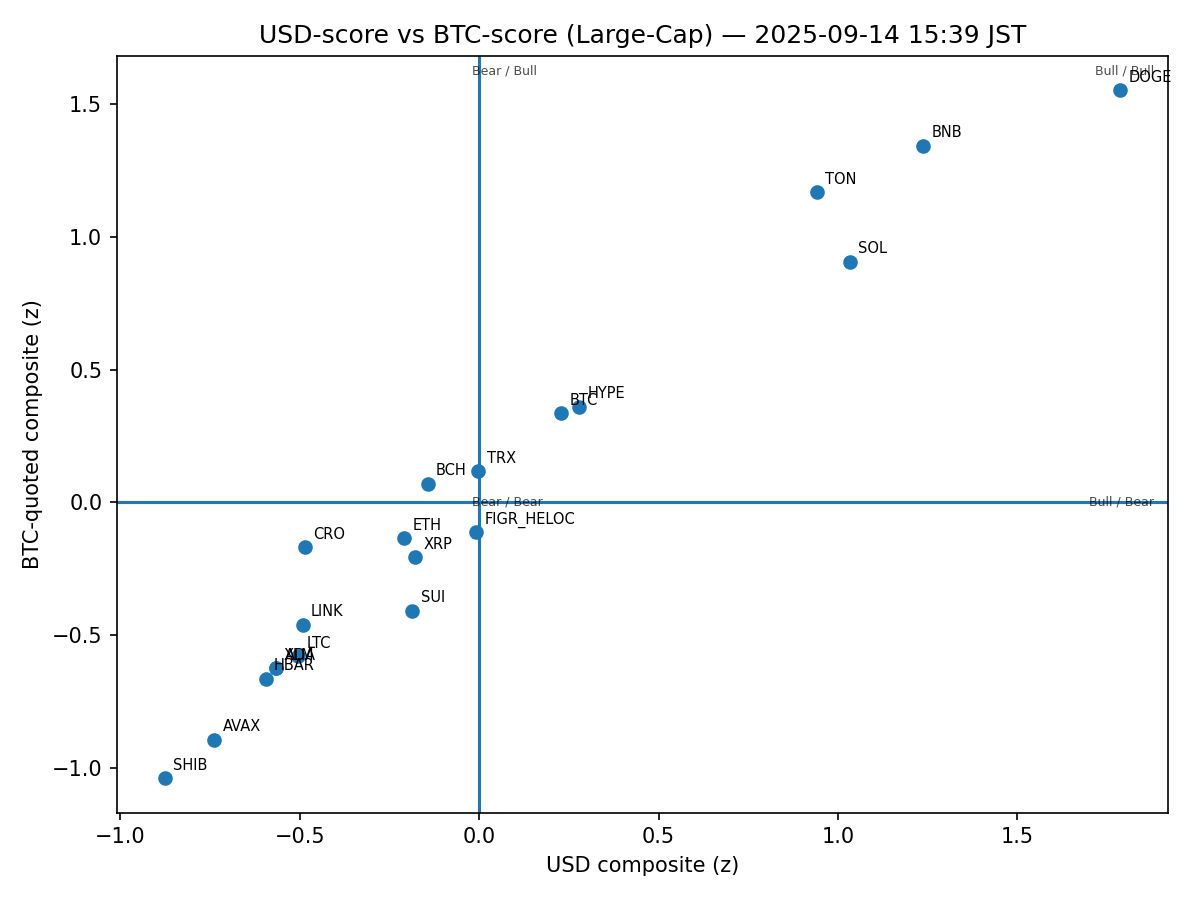 USD-score vs BTC-score (Large-Cap) — 2025-09-14 15:39 JST
Bear / Bull
Bull / Bull
DOGE
BNB
TON
SOL
HYPE
BTC
TRX
BCH
Bear / Bear
Bull / Bear
FIGR_HELOC
ETH
CRO
XRP
SUI
LINK
LTC
HBAR
AVAX
SHIB
1.5
1.0
0.5
0.0
−0.5
−1.0
BTC-quoted composite (z)
−1.0
−0.5
0.0
0.5
1.0
1.5
USD composite (z)